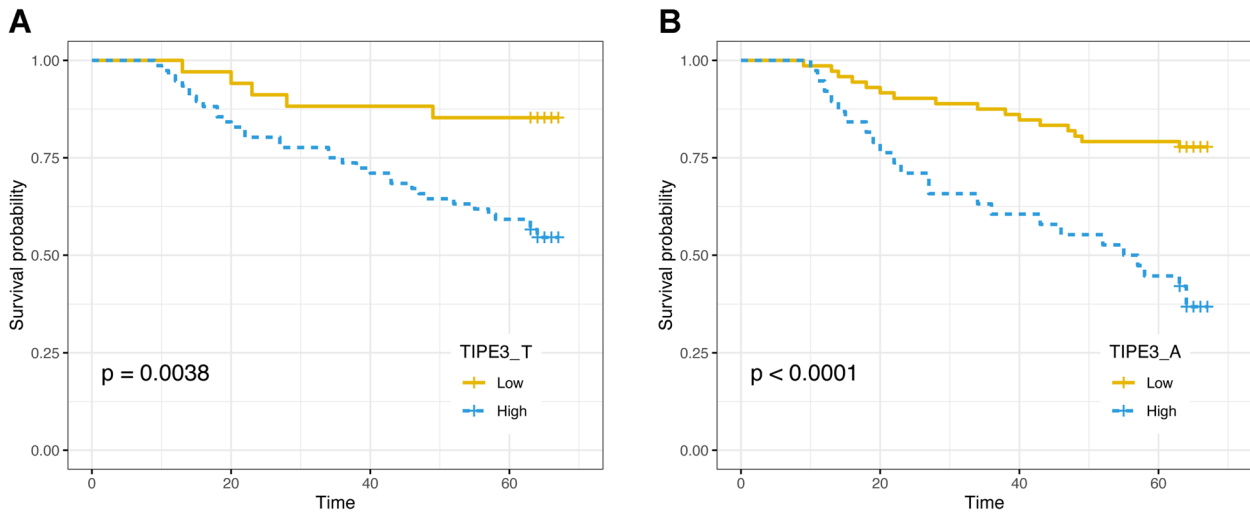 A
Survival probability
1.00
0.75
0.50
0.25
0.00
p = 0.0038
TIPE3_T
Low
High
0 20 40 60
Time
B
Survival probability
1.00
0.75
0.50
0.25
0.00
p < 0.0001
TIPE3_A
Low
High
0 20 40 60
Time